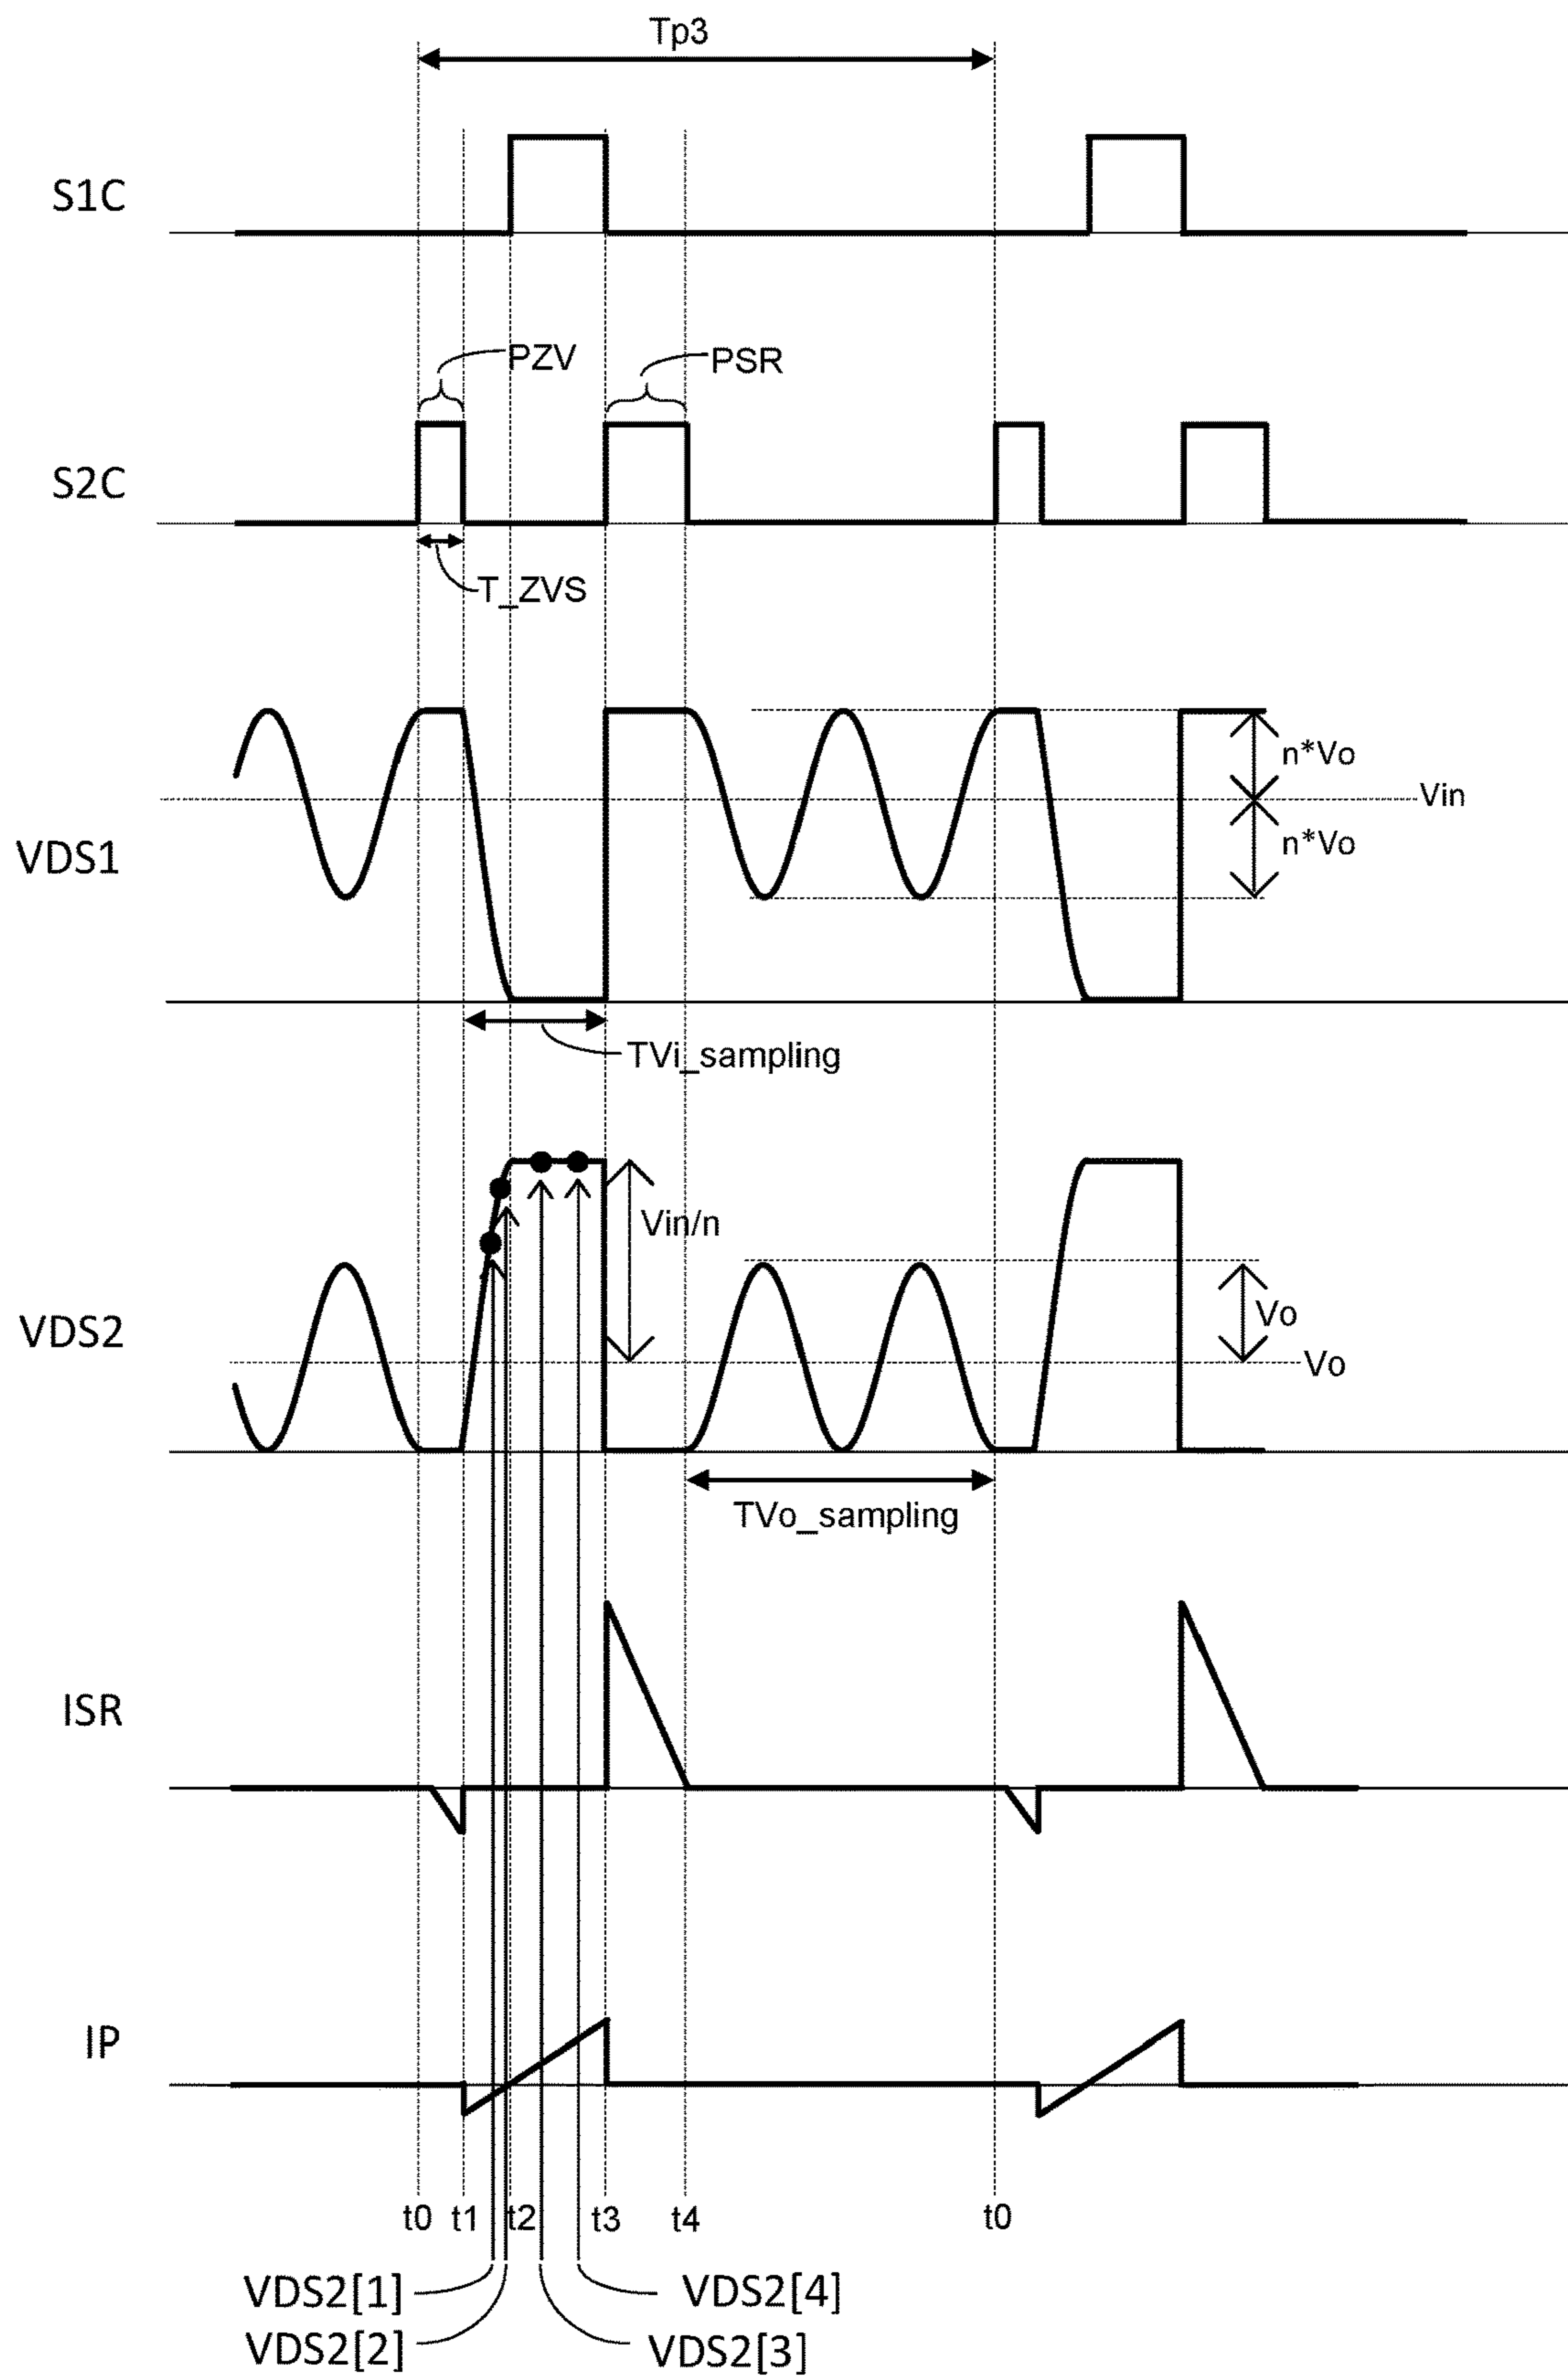 Tp3
S1C
PZV
PSR
S2C
T_ZVS
n*Vo
Vin
VDS1
n*Vo
TVi_sampling
Vin/n
VDS2
Vo
Vo
TVo_sampling
ISR
IP
t0 t1 t2 t3 t4 t0
VDS2[1]
VDS2[4]
VDS2[2]
VDS2[3]